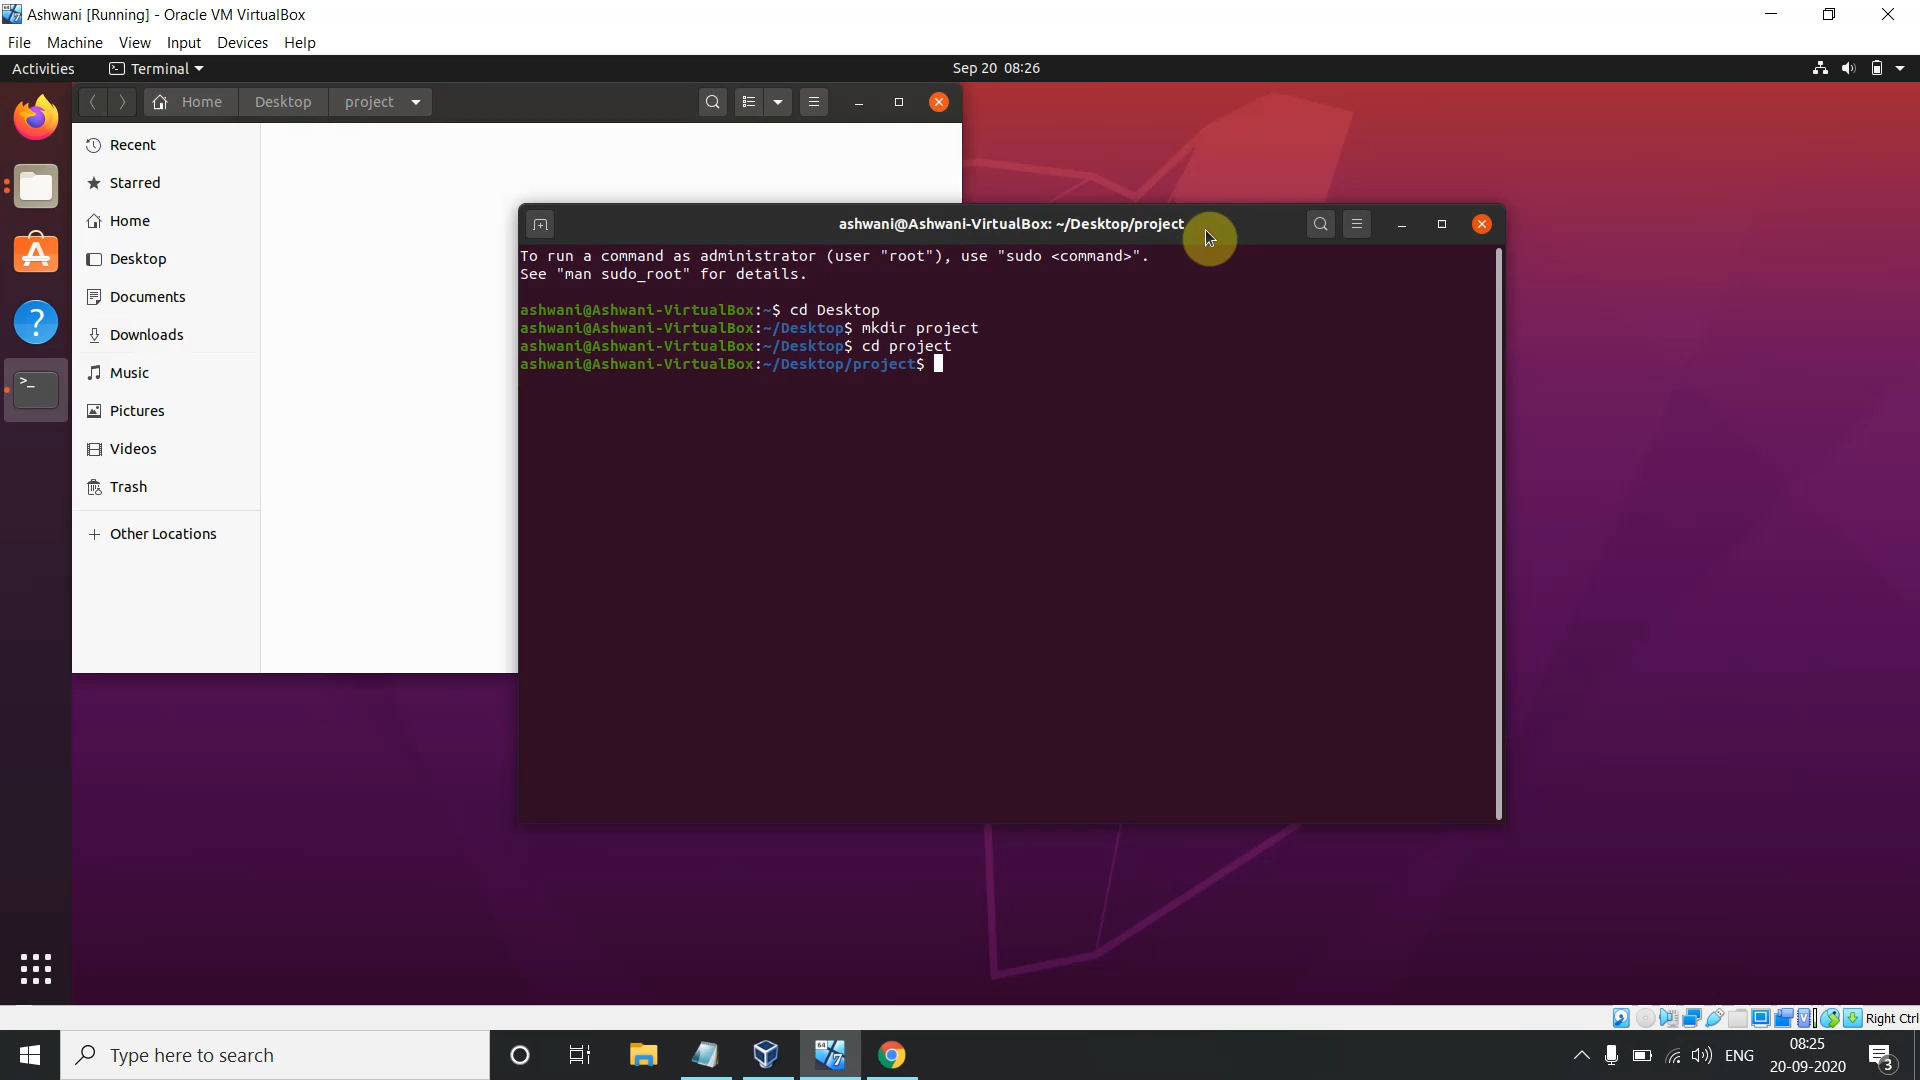 Ashwani [Running] - Oracle VM VirtualBox
File Machine View Input Devices Help
Activities Terminal Sep 20 08:26
Home Desktop project
Recent
Starred
Home
Desktop
Documents
Downloads
Music
Pictures
Videos
Trash
Other Locations
ashwani@Ashwani-VirtualBox: ~/Desktop/project
To run a command as administrator (user "root"), use "sudo <command>".
See "man sudo_root" for details.
ashwani@Ashwani-VirtualBox:~$ cd Desktop
ashwani@Ashwani-VirtualBox:~/Desktop$ mkdir project
ashwani@Ashwani-VirtualBox:~/Desktop$ cd project
ashwani@Ashwani-VirtualBox:~/Desktop/project$
Right Ctrl
Type here to search
ENG
08:25
20-09-2020
3